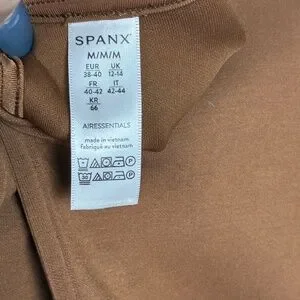 SPANX
M/M/M
EUR UK
38-40 12-14
FR IT
40-42 42-44
KR
66
AIRESSENTIALS
made in vietnam
Fabriqué au vietnam